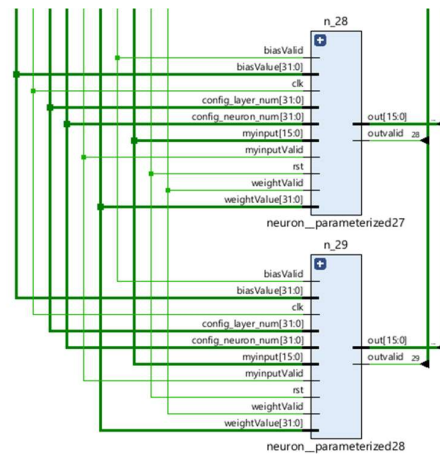 n_28
biasValid
biasValue[31:0]
clk
config_layer_num[31:0]
config_neuron_num[31:0]
myinput[15:0]
myinputValid
rst
weightValid
weightValue[31:0]
out[15:0]
outvalid 28
neuron__parameterized27
n_29
biasValid
biasValue[31:0]
clk
config_layer_num[31:0]
config_neuron_num[31:0]
myinput[15:0]
myinputValid
rst
weightValid
weightValue[31:0]
out[15:0]
outvalid 29
neuron__parameterized28